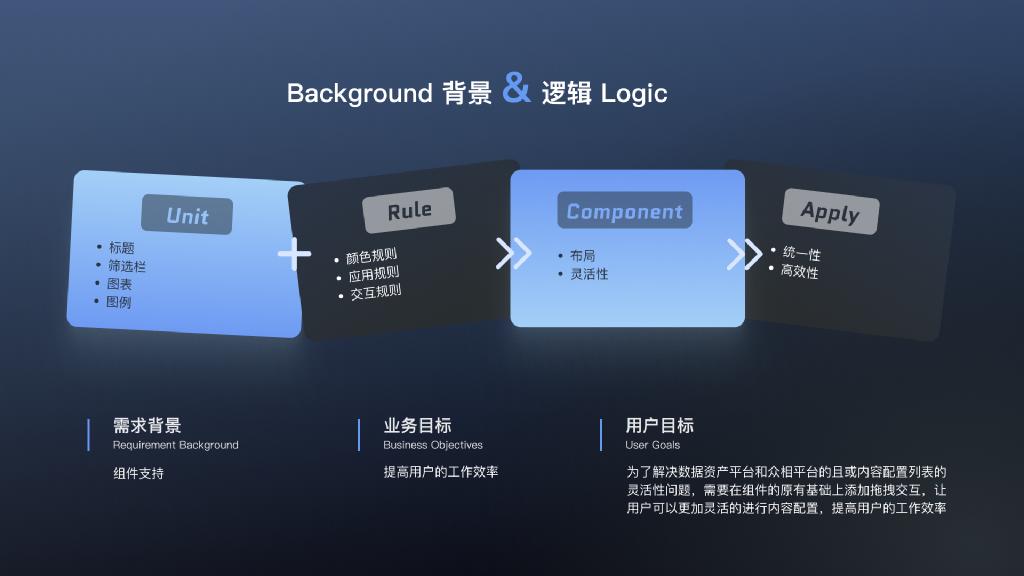 Background 背景 & 逻辑 Logic
Unit
• 标题
• 筛选栏
• 图表
• 图例
+
Rule
• 颜色规则
• 应用规则
• 交互规则
Component
• 布局
• 灵活性
Apply
• 统一性
• 高效性
需求背景
Requirement Background
组件支持
业务目标
Business Objectives
提高用户的工作效率
用户目标
User Goals
为了解决数据资产平台和众相平台的且或内容配置列表的
灵活性问题，需要在组件的原有基础上添加拖拽交互，让
用户可以更加灵活的进行内容配置，提高用户的工作效率